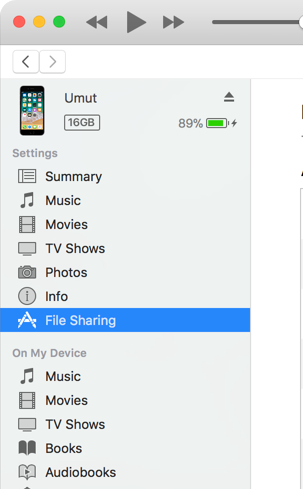 Umut
16GB
89%
Settings
Summary
Music
Movies
TV Shows
Photos
Info
File Sharing
On My Device
Music
Movies
TV Shows
Books
Audiobooks